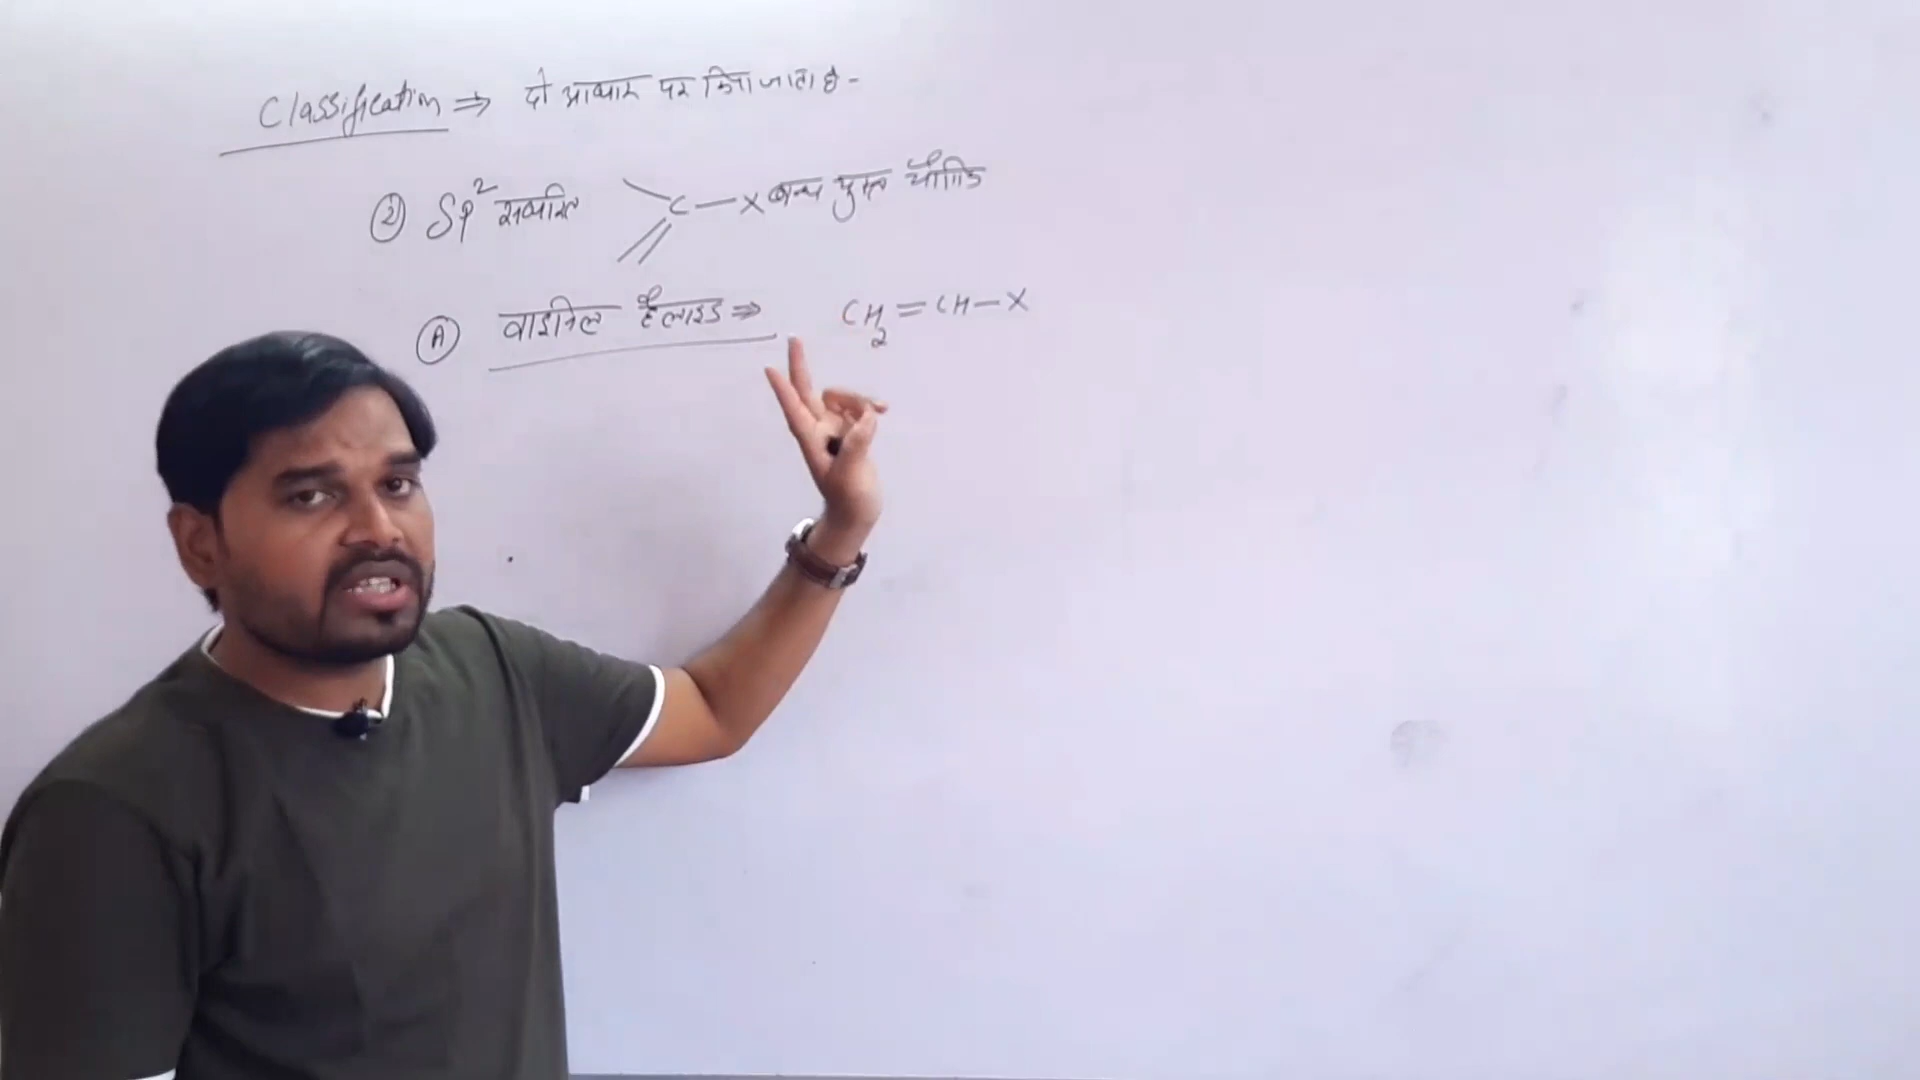 Classification ⇒ दो आधार पर किया जाता है -
② SP² संकरित C — X बन्ध युक्त यौगिक
Ⓐ वाइनिल हैलाइड ⇒ CH₂ = CH — X